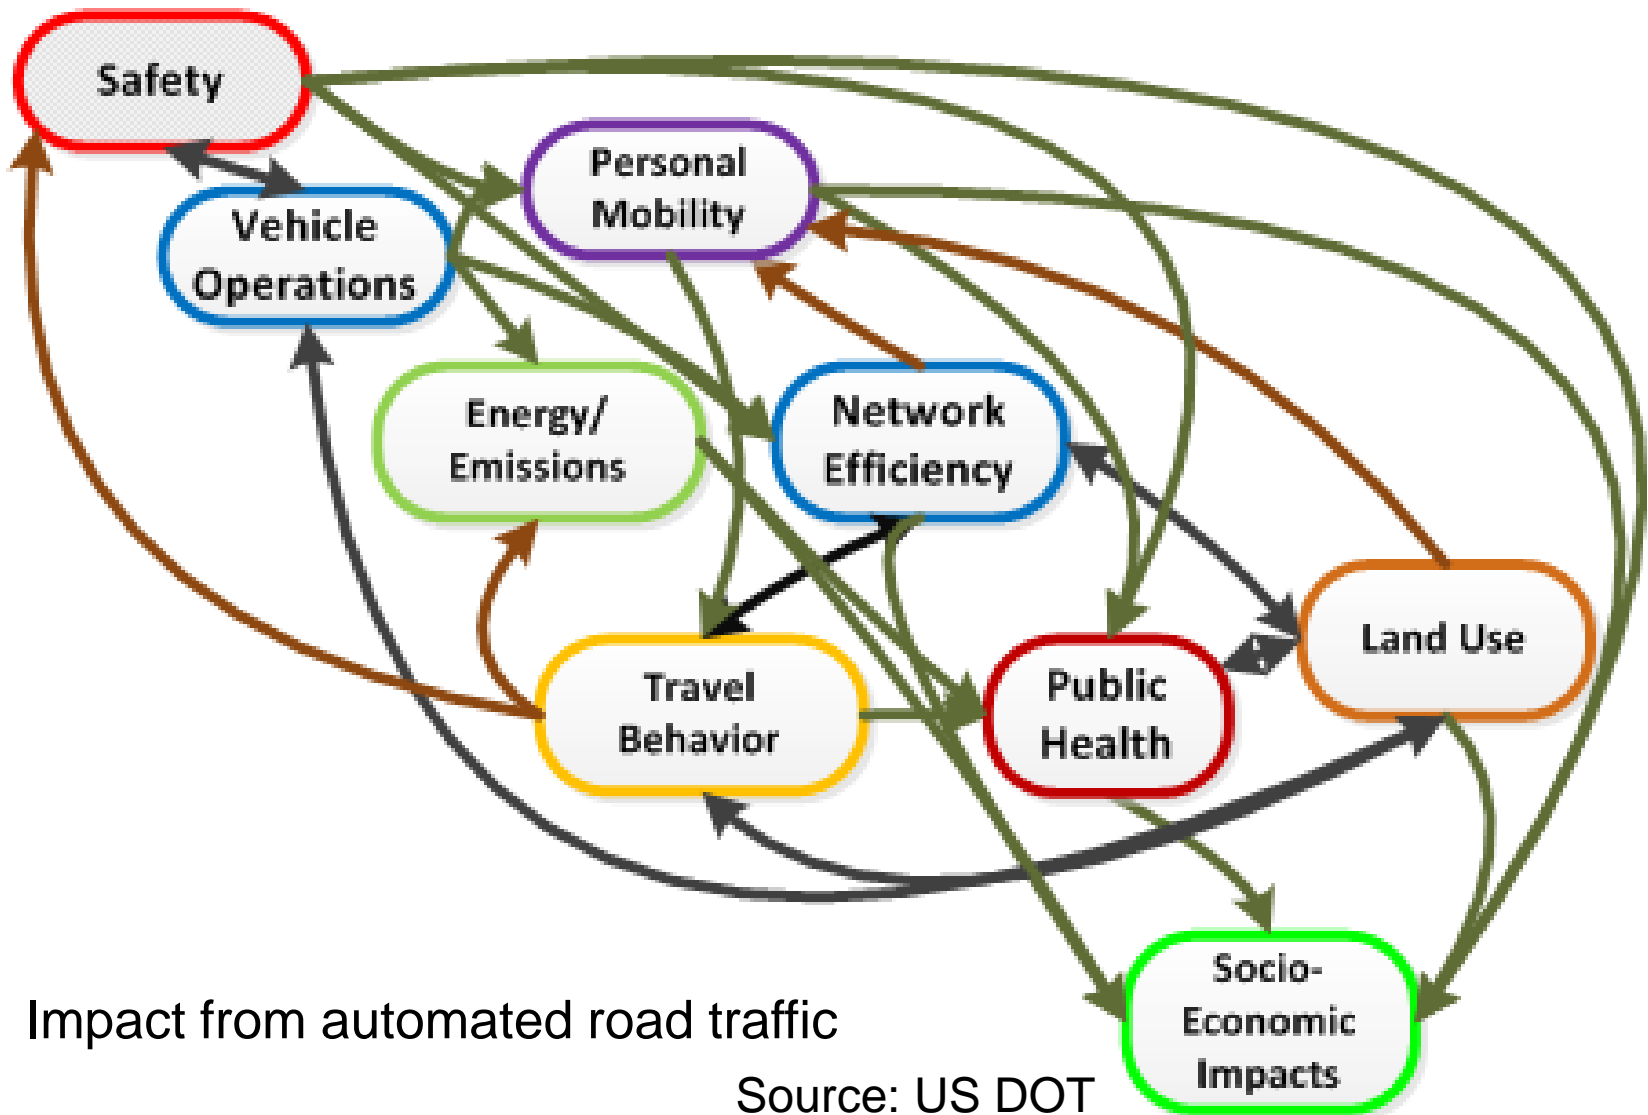 Safety
Personal
Mobility
Vehicle
Operations
Energy/
Emissions
Network
Efficiency
Land Use
Travel
Behavior
Public
Health
Socio-
Economic
Impacts
Impact from automated road traffic
Source: US DOT